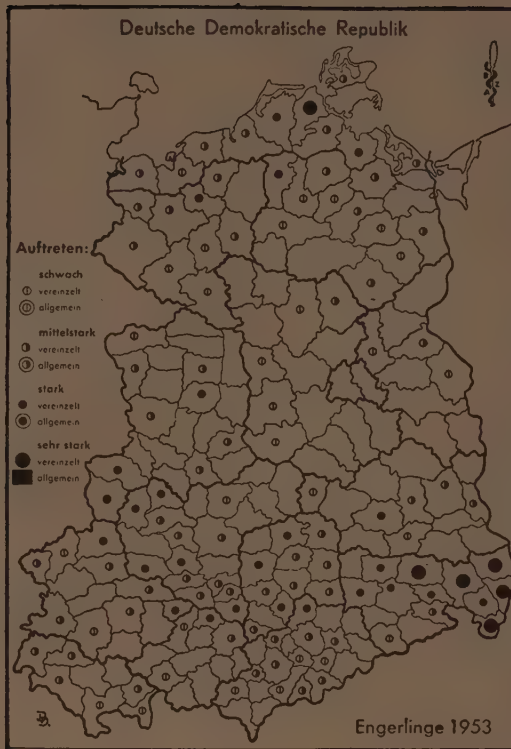 Deutsche Demokratische Republik
Auftreten:
schwach
vereinzelt
allgemein
mittelstark
vereinzelt
allgemein
stark
vereinzelt
allgemein
sehr stark
vereinzelt
allgemein
Engerlinge 1953